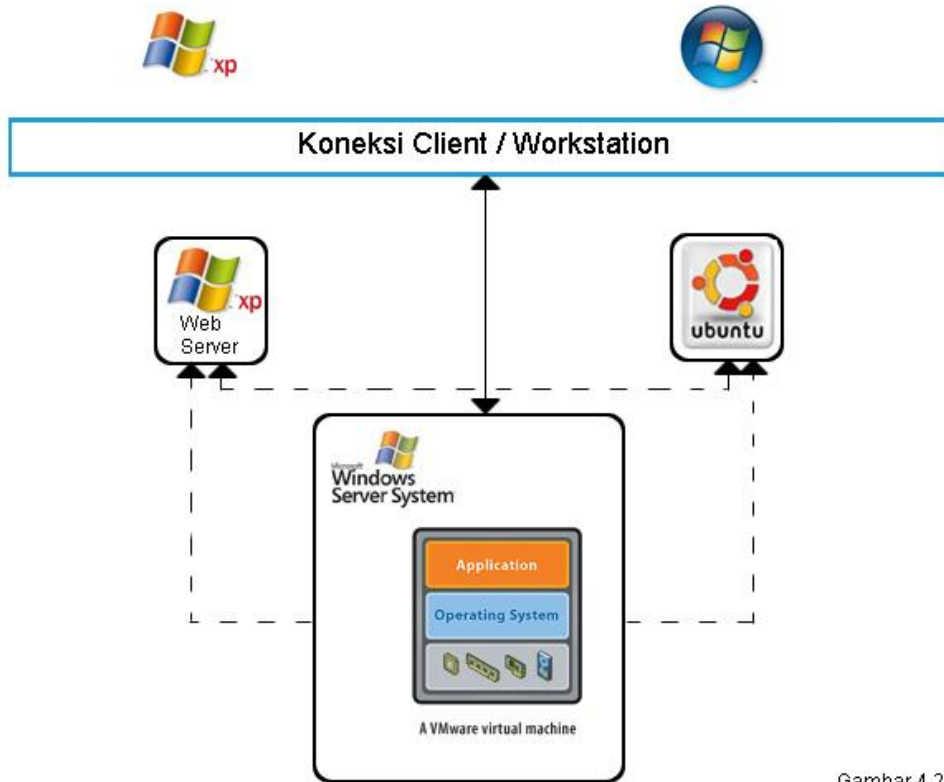 xp
Koneksi Client / Workstation
xp
Web
Server
ubuntu
Microsoft
Windows
Server System
Application
Operating System
A VMware virtual machine
Gambar 4.2